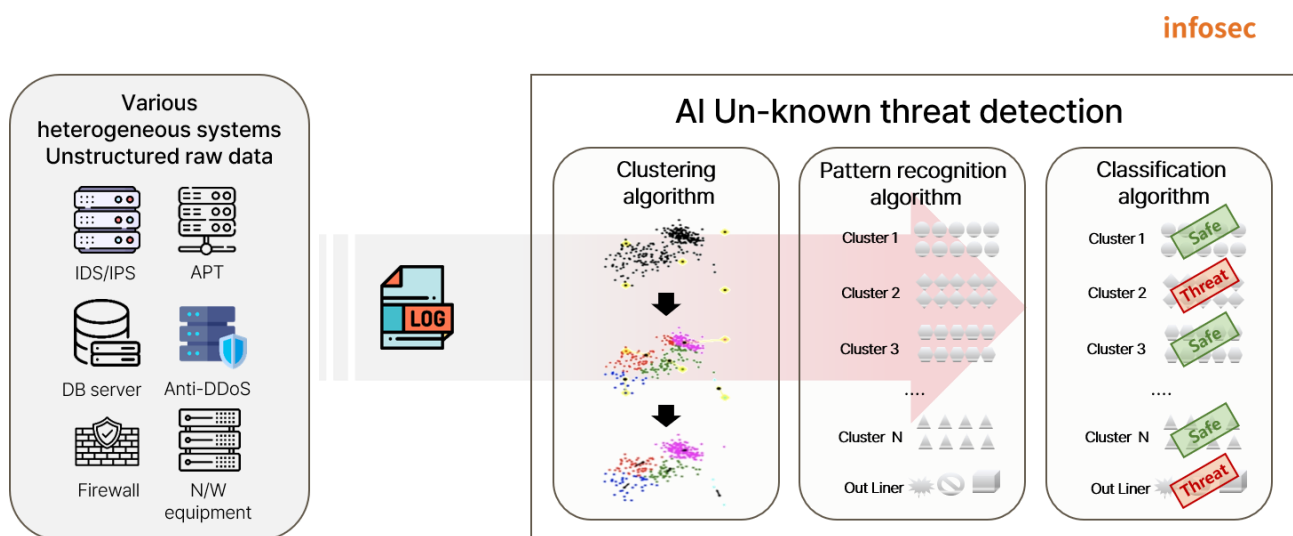 infosec
Various
heterogeneous systems
Unstructured raw data
IDS/IPS
APT
DB server
Anti-DDoS
Firewall
N/W
equipment
LOG
AI Un-known threat detection
Clustering
algorithm
Pattern recognition
algorithm
Cluster 1
Cluster 2
Cluster 3
....
Cluster N
Out Liner
Classification
algorithm
Cluster 1
Safe
Cluster 2
Threat
Cluster 3
Safe
....
Cluster N
Safe
Out Liner
Threat